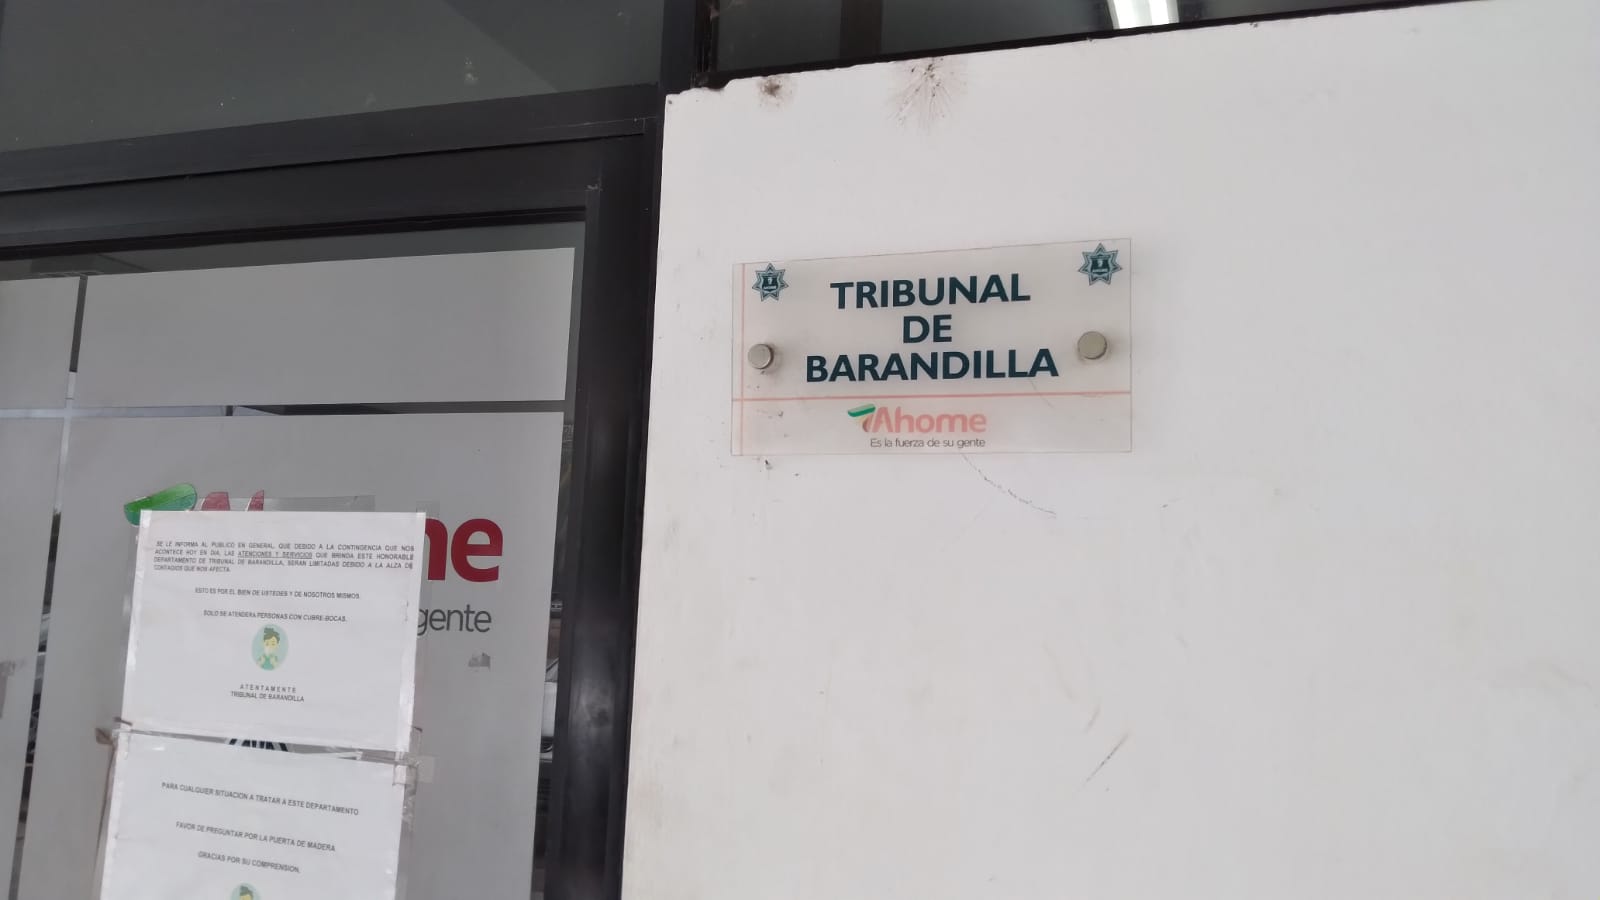 TRIBUNAL
DE
BARANDILLA
Ahome
Es la fuerza de su gente
me
gente
SE LE INFORMA AL PUBLICO EN GENERAL, QUE DEBIDO A LA CONTINGENCIA QUE NOS
ACONTECE HOY EN DIA, LAS ATENCIONES Y SERVICIOS QUE BRINDA ESTE HONORABLE
DEPARTAMENTO DE TRIBUNAL DE BARANDILLA, SERAN LIMITADAS DEBIDO A LA ALZA DE
CONTAGIOS QUE NOS AFECTA.
ESTO ES POR EL BIEN DE USTEDES Y DE NOSOTROS MISMOS.
SOLO SE ATENDERA PERSONAS CON CUBRE-BOCAS.
ATENTAMENTE
TRIBUNAL DE BARANDILLA
PARA CUALQUIER SITUACION A TRATAR A ESTE DEPARTAMENTO
FAVOR DE PREGUNTAR POR LA PUERTA DE MADERA
GRACIAS POR SU COMPRENSION.